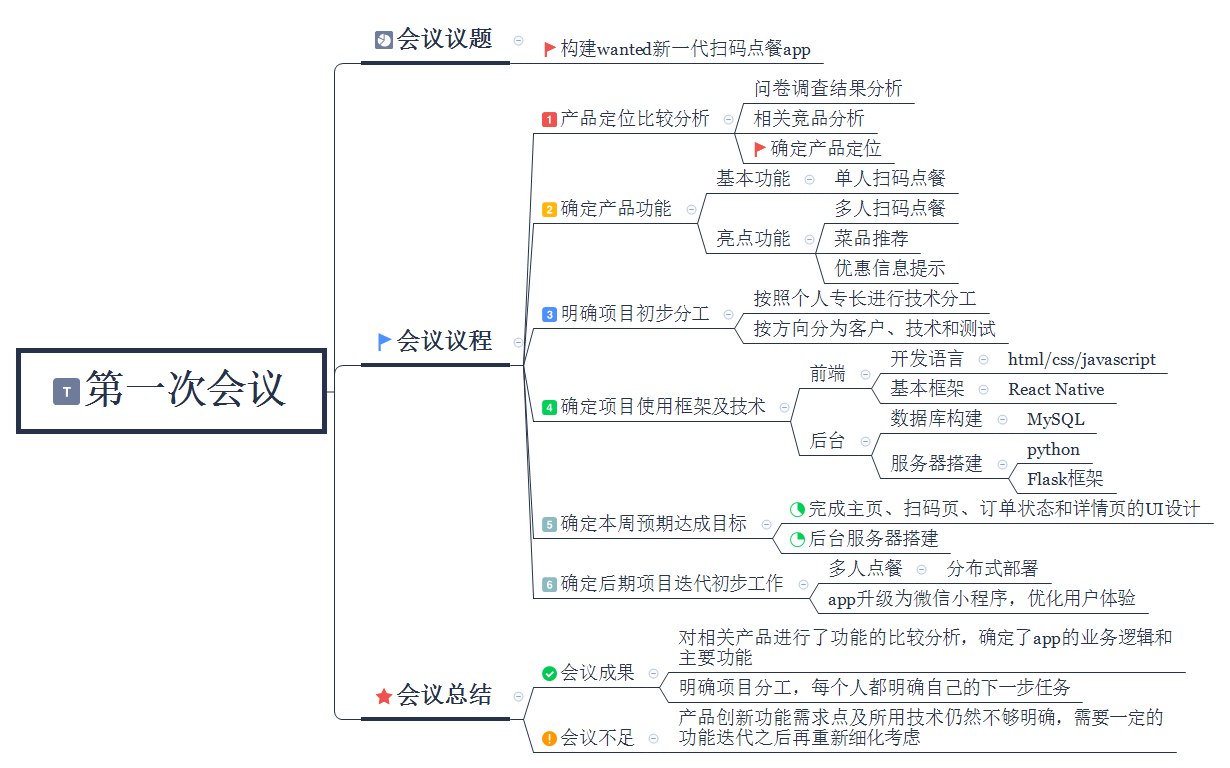 会议议题
构建wanted新一代扫码点餐app
问卷调查结果分析
1 产品定位比较分析
相关竞品分析
确定产品定位
基本功能
单人扫码点餐
2 确定产品功能
多人扫码点餐
亮点功能
菜品推荐
优惠信息提示
3 明确项目初步分工
按照个人专长进行技术分工
按方向分为客户、技术和测试
会议议程
T 第一次会议
前端
开发语言
html/css/javascript
基本框架
React Native
4 确定项目使用框架及技术
后台
数据库构建
MySQL
服务器搭建
python
Flask框架
5 确定本周预期达成目标
完成主页、扫码页、订单状态和详情页的UI设计
后台服务器搭建
6 确定后期项目迭代初步工作
多人点餐
分布式部署
app升级为微信小程序，优化用户体验
会议总结
会议成果
对相关产品进行了功能的比较分析，确定了app的业务逻辑和
主要功能
明确项目分工，每个人都明确自己的下一步任务
会议不足
产品创新功能需求点及所用技术仍然不够明确，需要一定的
功能迭代之后再重新细化考虑